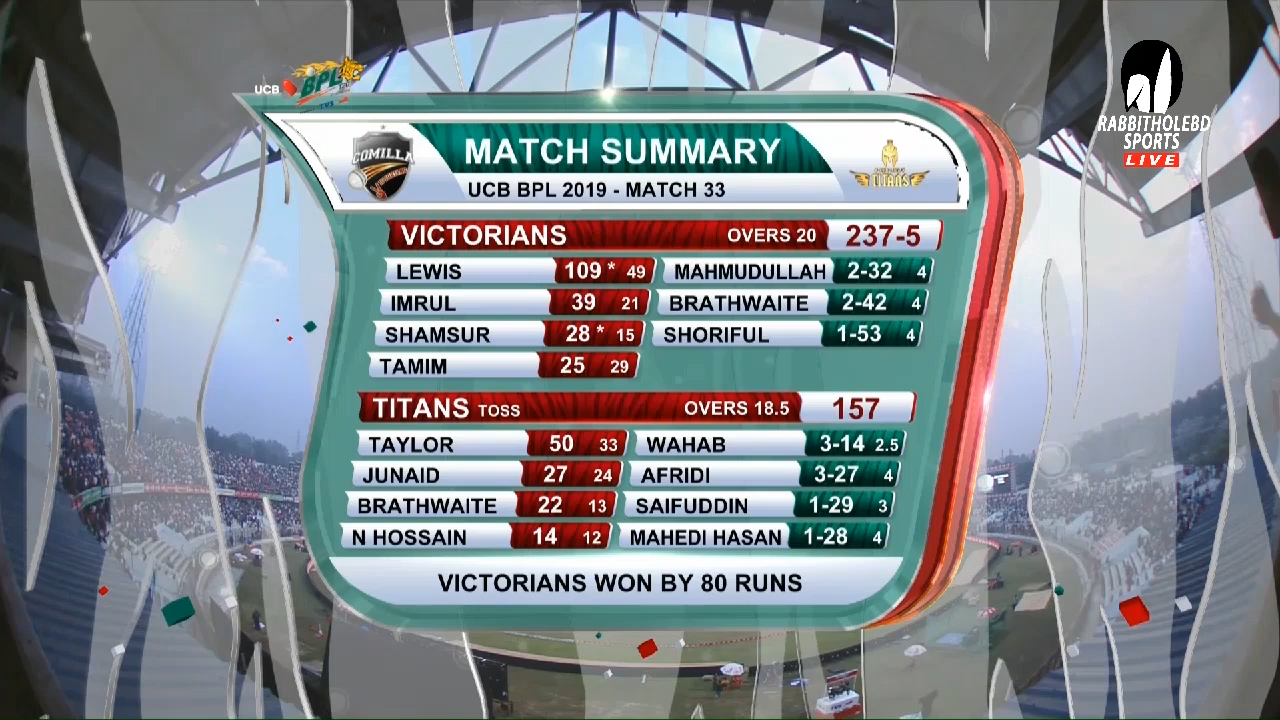 UCB BPL
RABBITHOLEBD
SPORTS
LIVE
COMILLA
MATCH SUMMARY
TITANS
UCB BPL 2019 - MATCH 33
VICTORIANS OVERS 20 237-5
LEWIS 109 * 49 MAHMUDULLAH 2-32 4
IMRUL 39 21 BRATHWAITE 2-42 4
SHAMSUR 28 * 15 SHORIFUL 1-53 4
TAMIM 25 29
TITANS TOSS OVERS 18.5 157
TAYLOR 50 33 WAHAB 3-14 2.5
JUNAID 27 24 AFRIDI 3-27 4
BRATHWAITE 22 13 SAIFUDDIN 1-29 3
N HOSSAIN 14 12 MAHEDI HASAN 1-28 4
VICTORIANS WON BY 80 RUNS